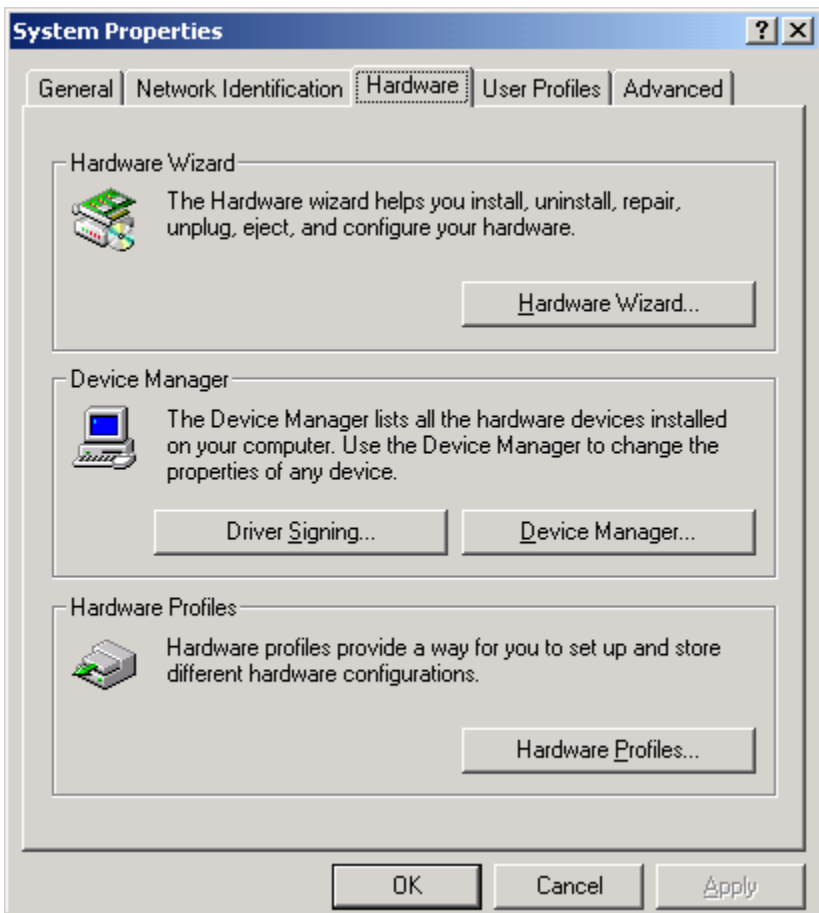 System Properties
General
Network Identification
Hardware
User Profiles
Advanced
Hardware Wizard
The Hardware wizard helps you install, uninstall, repair,
unplug, eject, and configure your hardware.
Hardware Wizard...
Device Manager
The Device Manager lists all the hardware devices installed
on your computer. Use the Device Manager to change the
properties of any device.
Driver Signing...
Device Manager...
Hardware Profiles
Hardware profiles provide a way for you to set up and store
different hardware configurations.
Hardware Profiles...
OK
Cancel
Apply